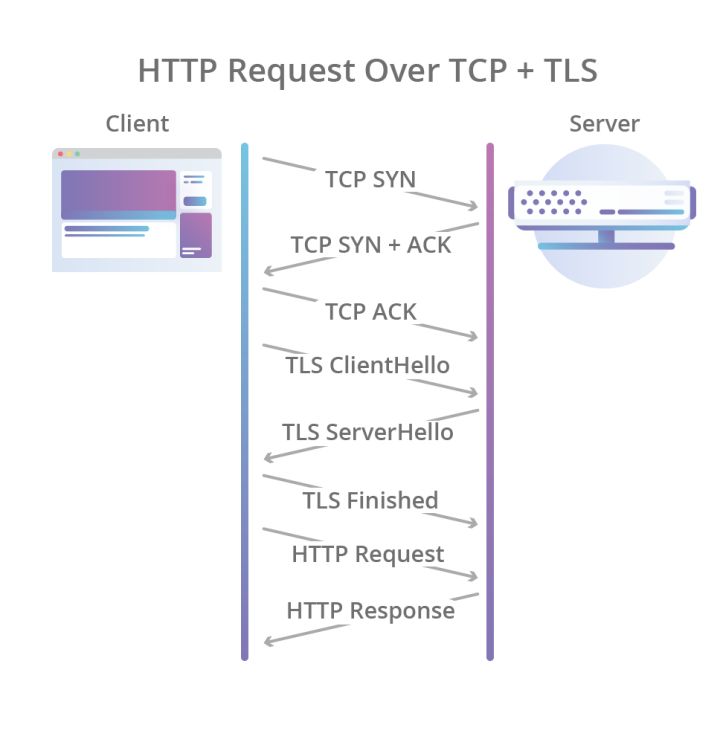 HTTP Request Over TCP + TLS
Client
Server
TCP SYN
TCP SYN + ACK
TCP ACK
TLS ClientHello
TLS ServerHello
TLS Finished
HTTP Request
HTTP Response